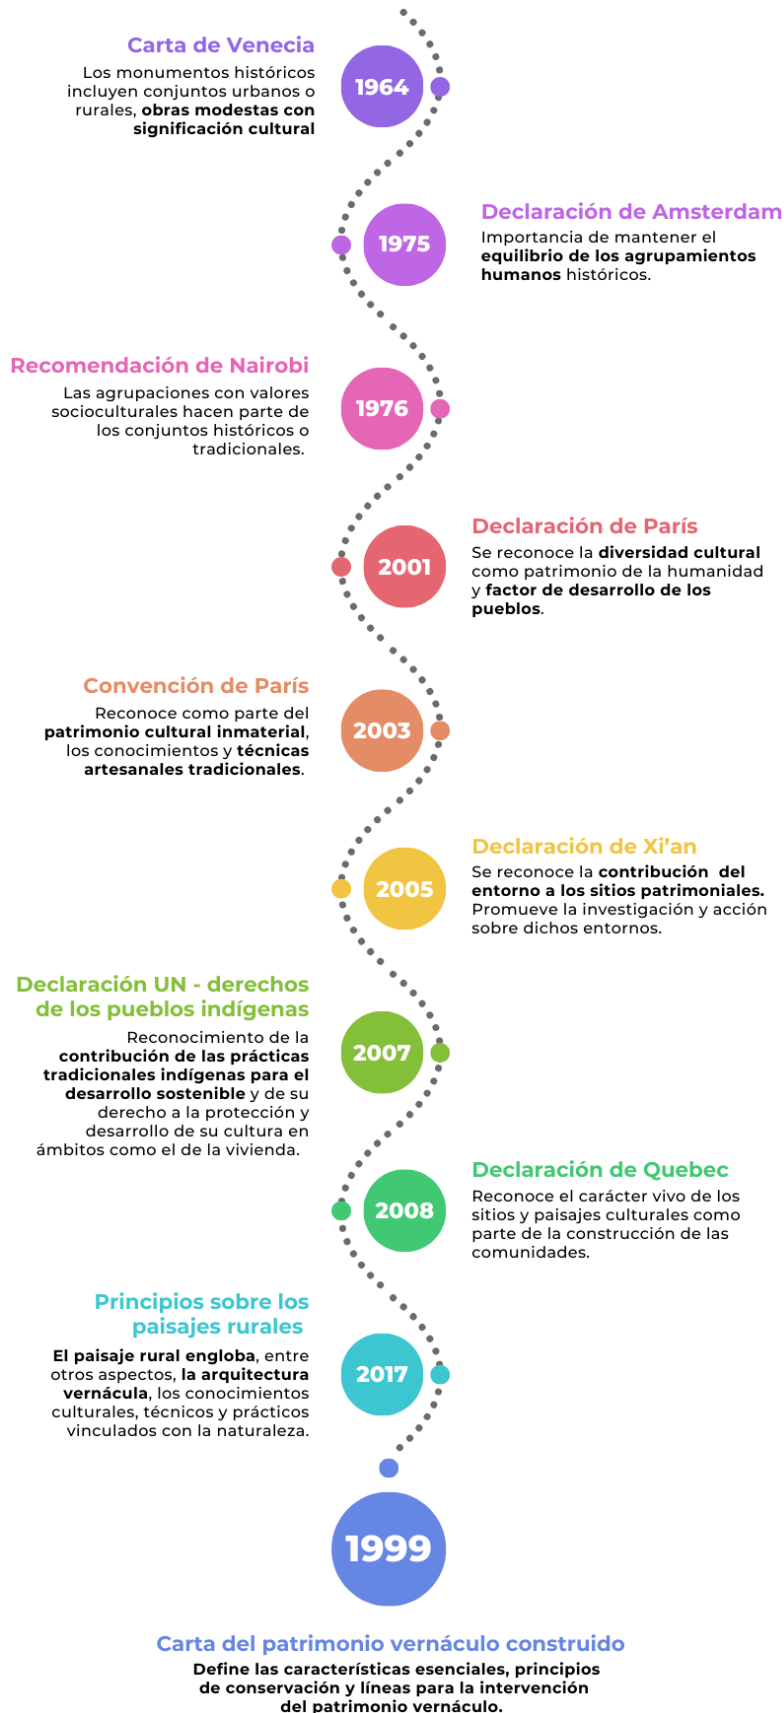 Carta de Venecia
Los monumentos históricos
incluyen conjuntos urbanos o
rurales, obras modestas con
significación cultural
1964
Declaración de Amsterdam
Importancia de mantener el
equilibrio de los agrupamientos
humanos históricos.
1975
Recomendación de Nairobi
Las agrupaciones con valores
socioculturales hacen parte de
los conjuntos históricos o
tradicionales.
1976
Declaración de París
Se reconoce la diversidad cultural
como patrimonio de la humanidad
y factor de desarrollo de los
pueblos.
2001
Convención de París
Reconoce como parte del
patrimonio cultural inmaterial,
los conocimientos y técnicas
artesanales tradicionales.
2003
Declaración de Xi’an
Se reconoce la contribución del
entorno a los sitios patrimoniales.
Promueve la investigación y acción
sobre dichos entornos.
2005
Declaración UN - derechos
de los pueblos indígenas
Reconocimiento de la
contribución de las prácticas
tradicionales indígenas para el
desarrollo sostenible y de su
derecho a la protección y
desarrollo de su cultura en
ámbitos como el de la vivienda.
2007
Declaración de Quebec
Reconoce el carácter vivo de los
sitios y paisajes culturales como
parte de la construcción de las
comunidades.
2008
Principios sobre los
paisajes rurales
El paisaje rural engloba, entre
otros aspectos, la arquitectura
vernácula, los conocimientos
culturales, técnicos y prácticos
vinculados con la naturaleza.
2017
1999
Carta del patrimonio vernáculo construido
Define las características esenciales, principios
de conservación y líneas para la intervención
del patrimonio vernáculo.